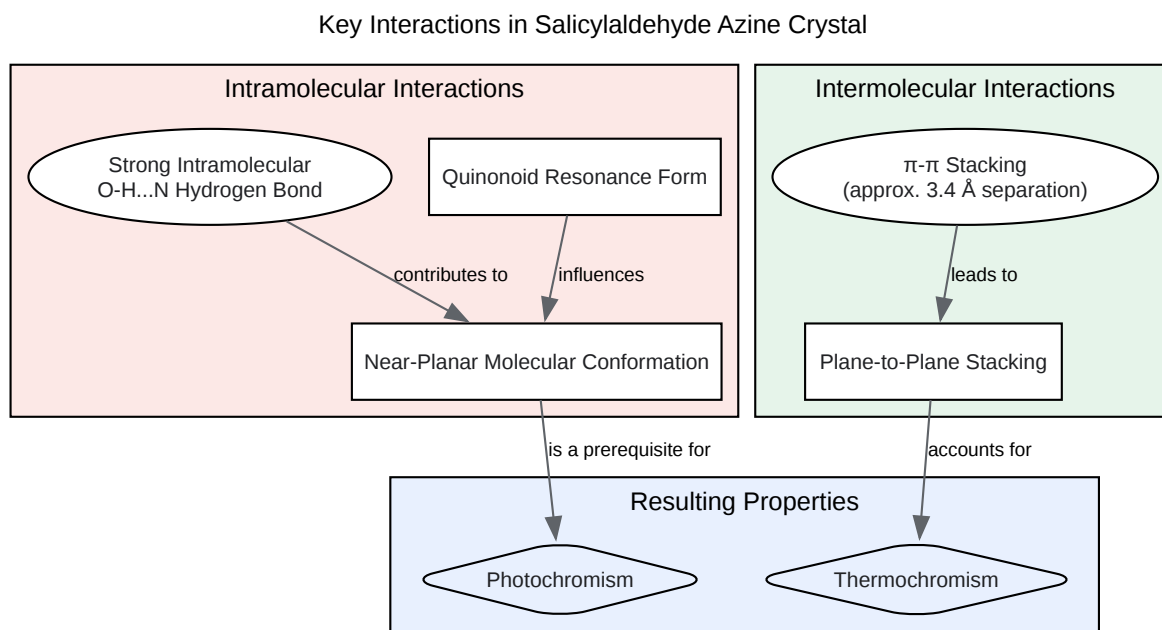 Key Interactions in Salicylaldehyde Azine Crystal
Intramolecular Interactions
Strong Intramolecular
O-H...N Hydrogen Bond
Quinonoid Resonance Form
contributes to
influences
Near-Planar Molecular Conformation
Intermolecular Interactions
π-π Stacking
(approx. 3.4 Å separation)
leads to
Plane-to-Plane Stacking
is a prerequisite for
accounts for
Resulting Properties
Photochromism
Thermochromism